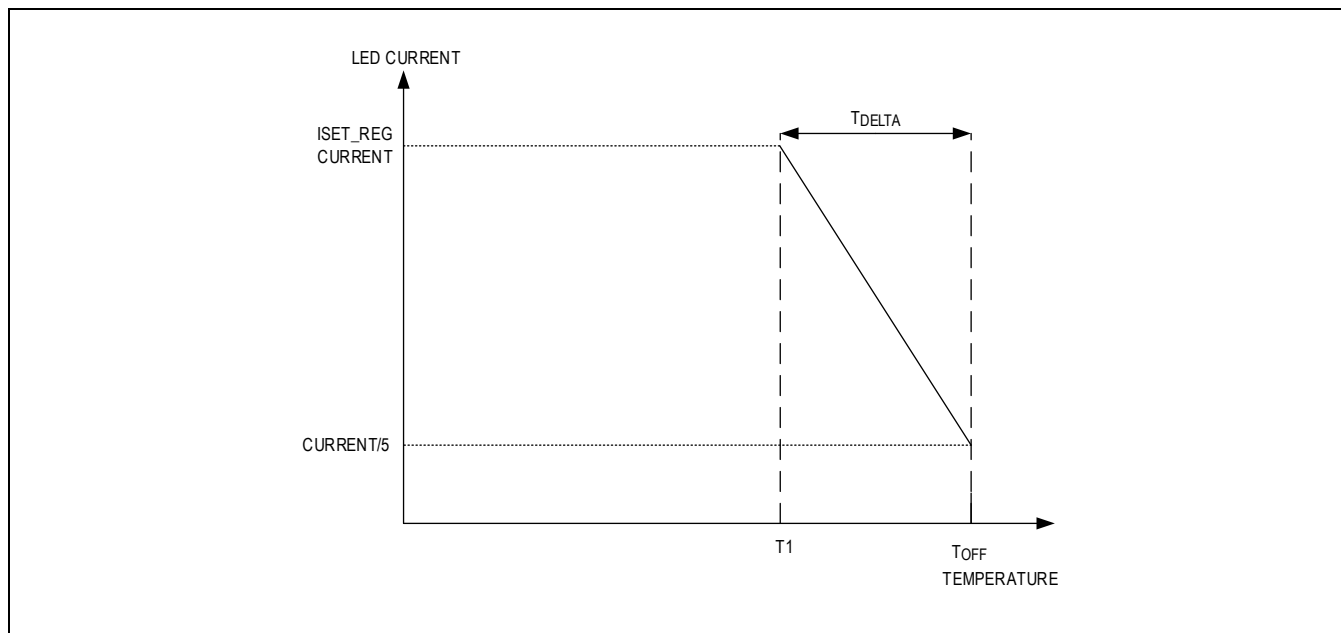 LED CURRENT
TDELTA
ISET_REG
CURRENT
CURRENT/5
T1
TOFF
TEMPERATURE